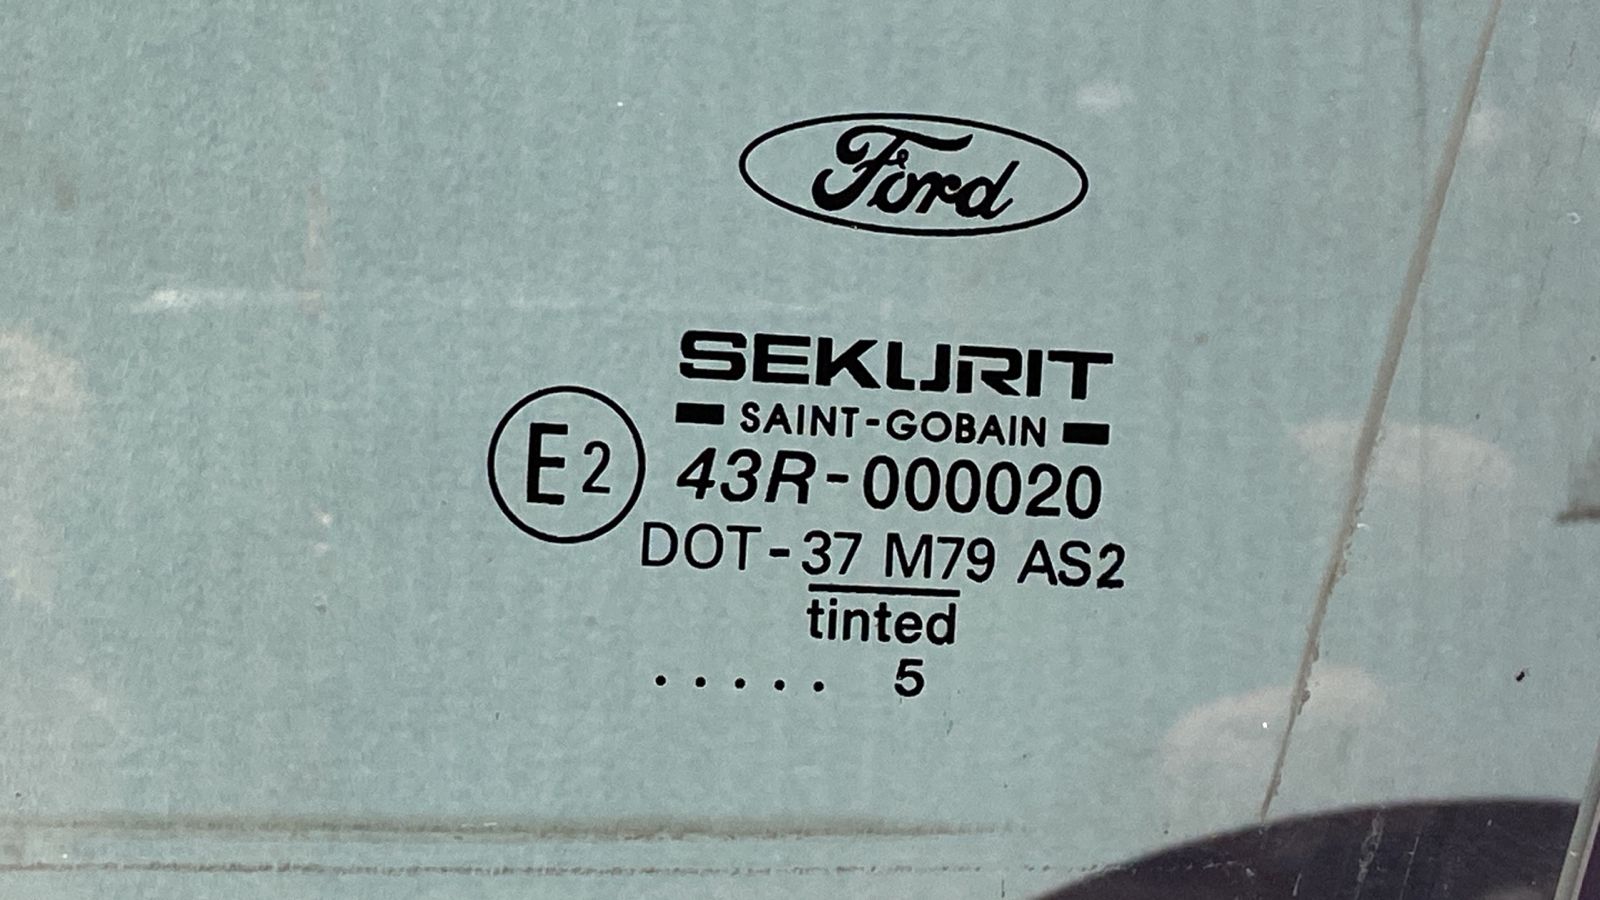 Ford
SEKURIT
SAINT-GOBAIN
E2
43R-000020
DOT-37 M79 AS2
tinted
. . . . . 5